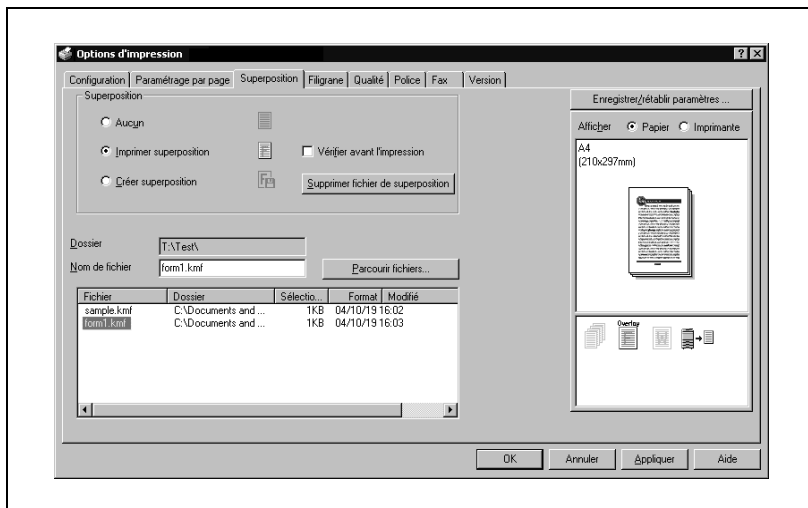 Options d'impression
Configuration Paramétrage par page Superposition Filigrane Qualité Police Fax Version
Superposition
Aucun
Imprimer superposition
Vérifier avant l'impression
Créer superposition
Supprimer fichier de superposition
Dossier T:\Test\
Nom de fichier form1.kmf Parcourir fichiers...
Fichier Dossier Sélectio... Format Modifié
sample.kmf C:\Documents and ... 1KB 04/10/19 16:02
form1.kmf C:\Documents and ... 1KB 04/10/19 16:03
Enregistrer/rétablir paramètres ...
Afficher Papier Imprimante
A4
(210x297mm)
Overlay
OK Annuler Appliquer Aide